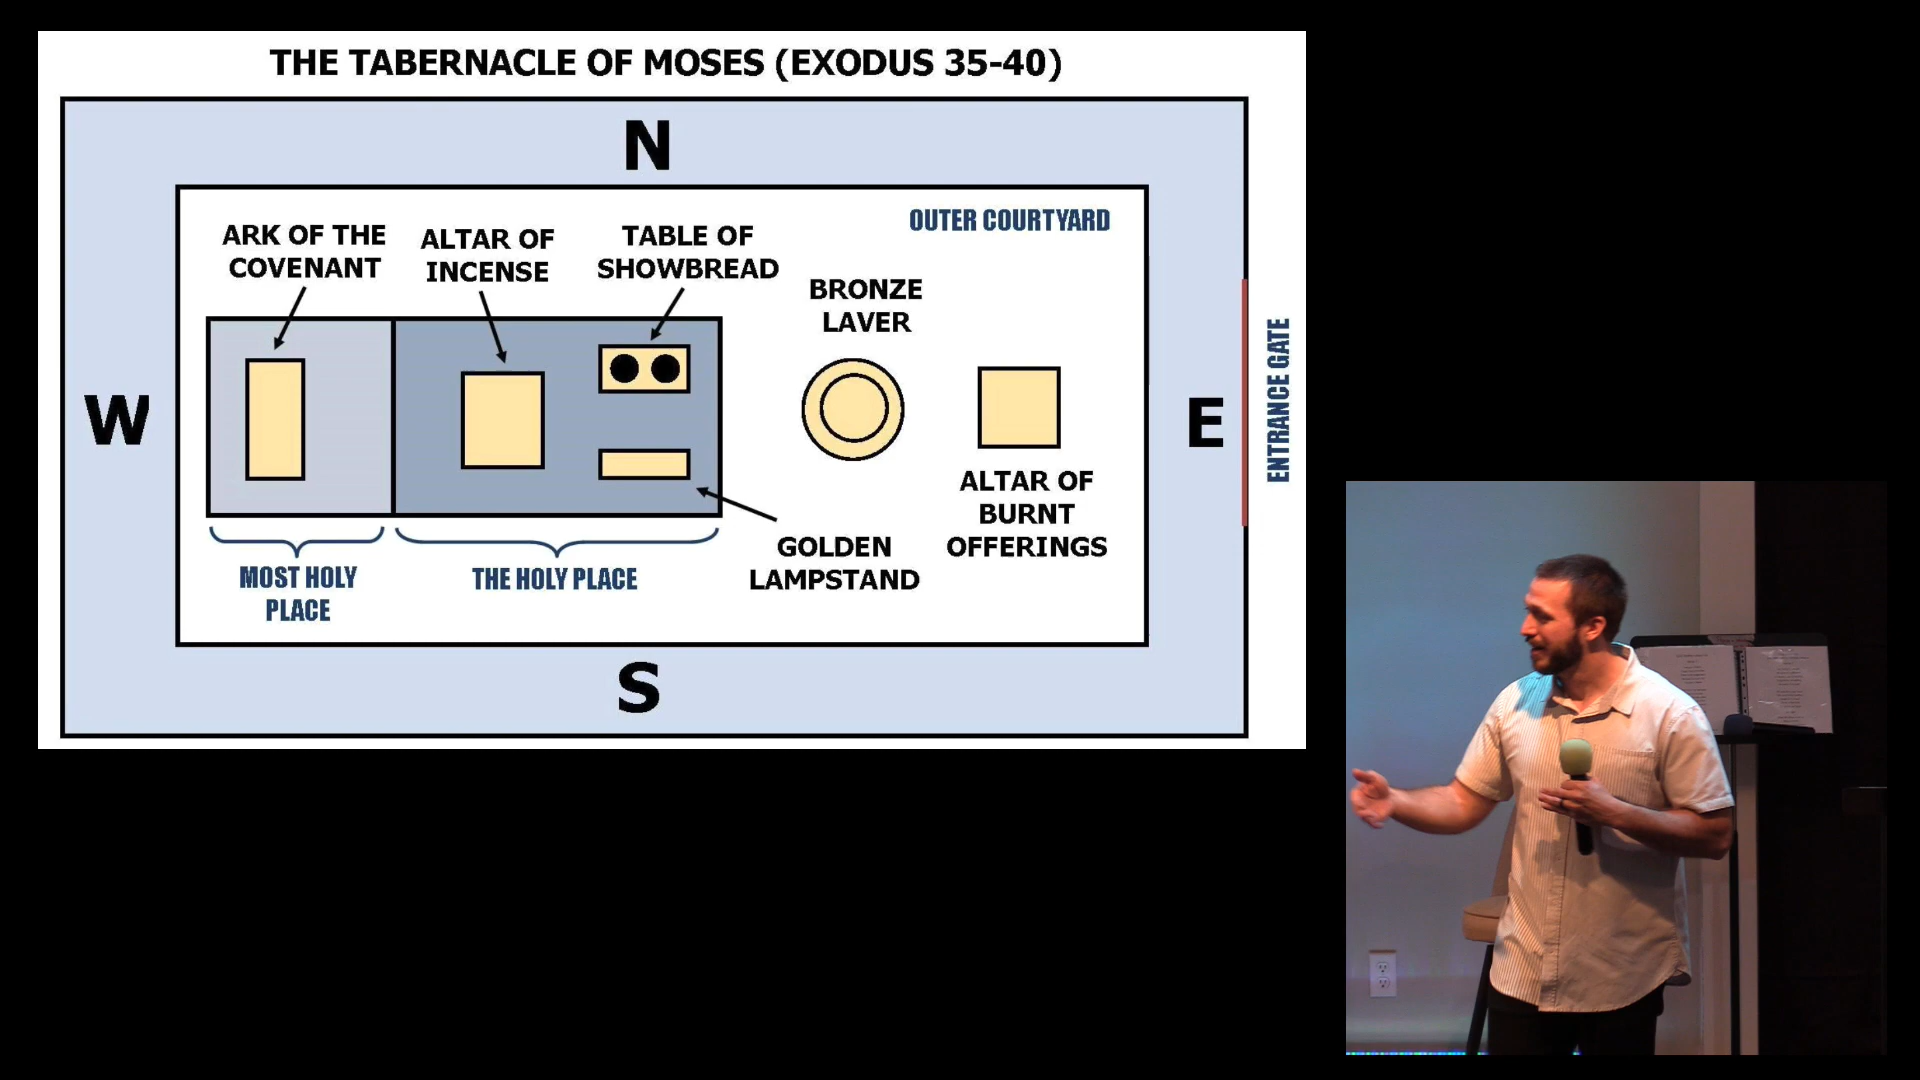 THE TABERNACLE OF MOSES (EXODUS 35-40)
N
OUTER COURTYARD
ARK OF THE
COVENANT
ALTAR OF
INCENSE
TABLE OF
SHOWBREAD
BRONZE
LAVER
W
E
ENTRANCE GATE
ALTAR OF
BURNT
OFFERINGS
GOLDEN
LAMPSTAND
MOST HOLY
PLACE
THE HOLY PLACE
S